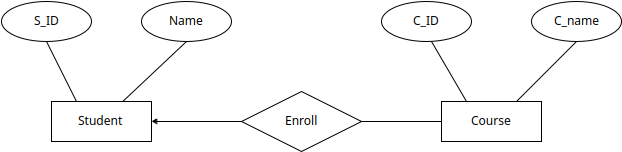 S_ID
Name
C_ID
C_name
Student
Enroll
Course